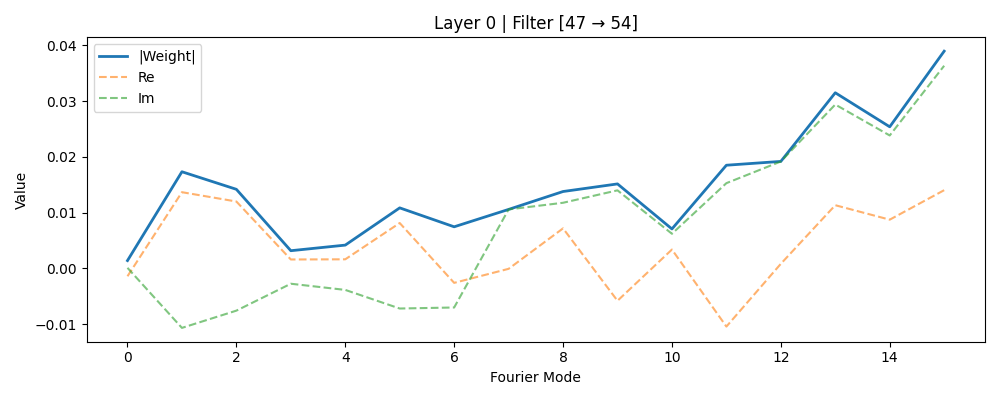 Layer 0 | Filter [47 → 54]
|Weight|
Re
Im
Value
0.04
0.03
0.02
0.01
0.00
−0.01
0 2 4 6 8 10 12 14
Fourier Mode